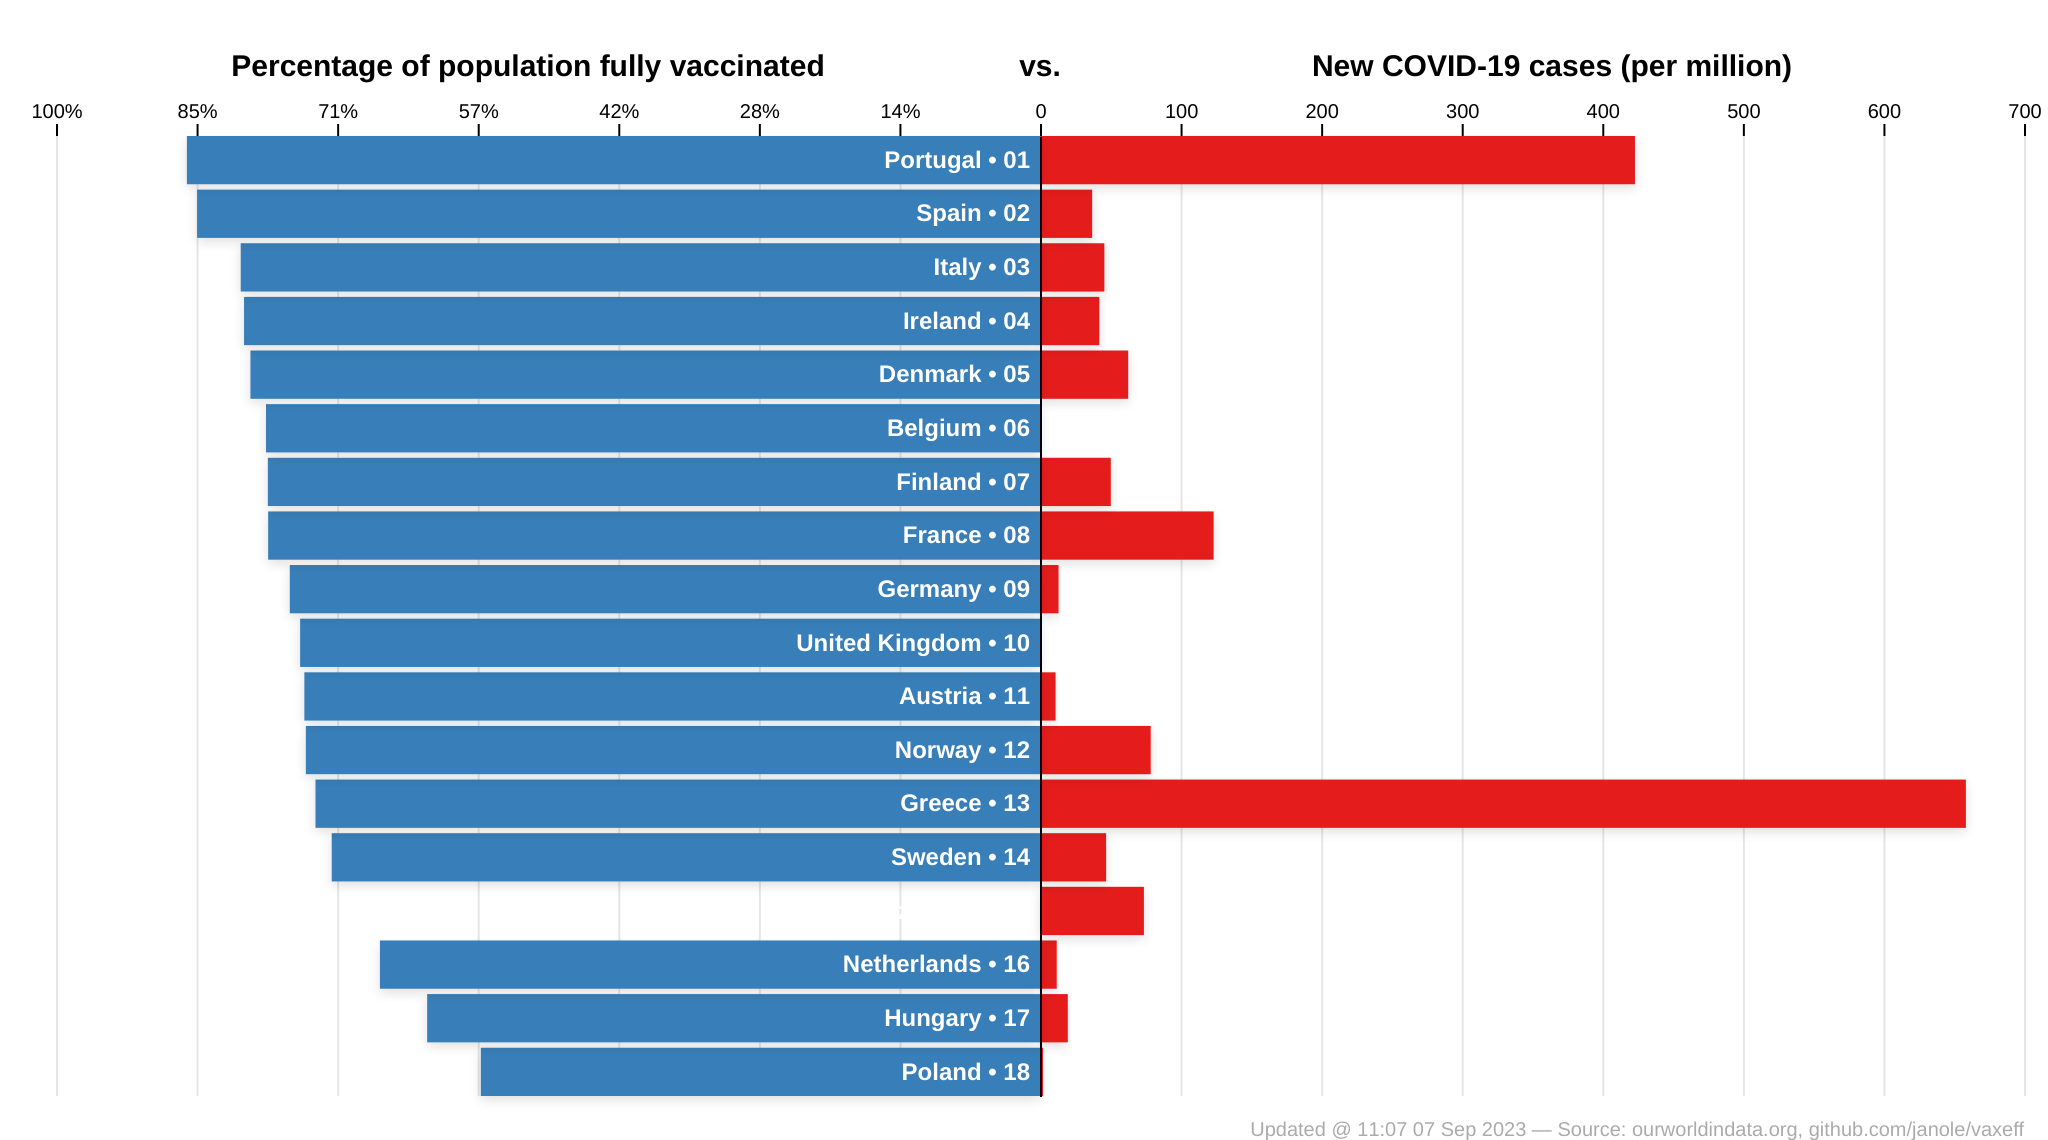 Percentage of population fully vaccinated vs. New COVID-19 cases (per million)
100% 85% 71% 57% 42% 28% 14% 0 100 200 300 400 500 600 700
Portugal • 01
Spain • 02
Italy • 03
Ireland • 04
Denmark • 05
Belgium • 06
Finland • 07
France • 08
Germany • 09
United Kingdom • 10
Austria • 11
Norway • 12
Greece • 13
Sweden • 14
Netherlands • 16
Hungary • 17
Poland • 18
Updated @ 11:07 07 Sep 2023 — Source: ourworldindata.org, github.com/janole/vaxeff